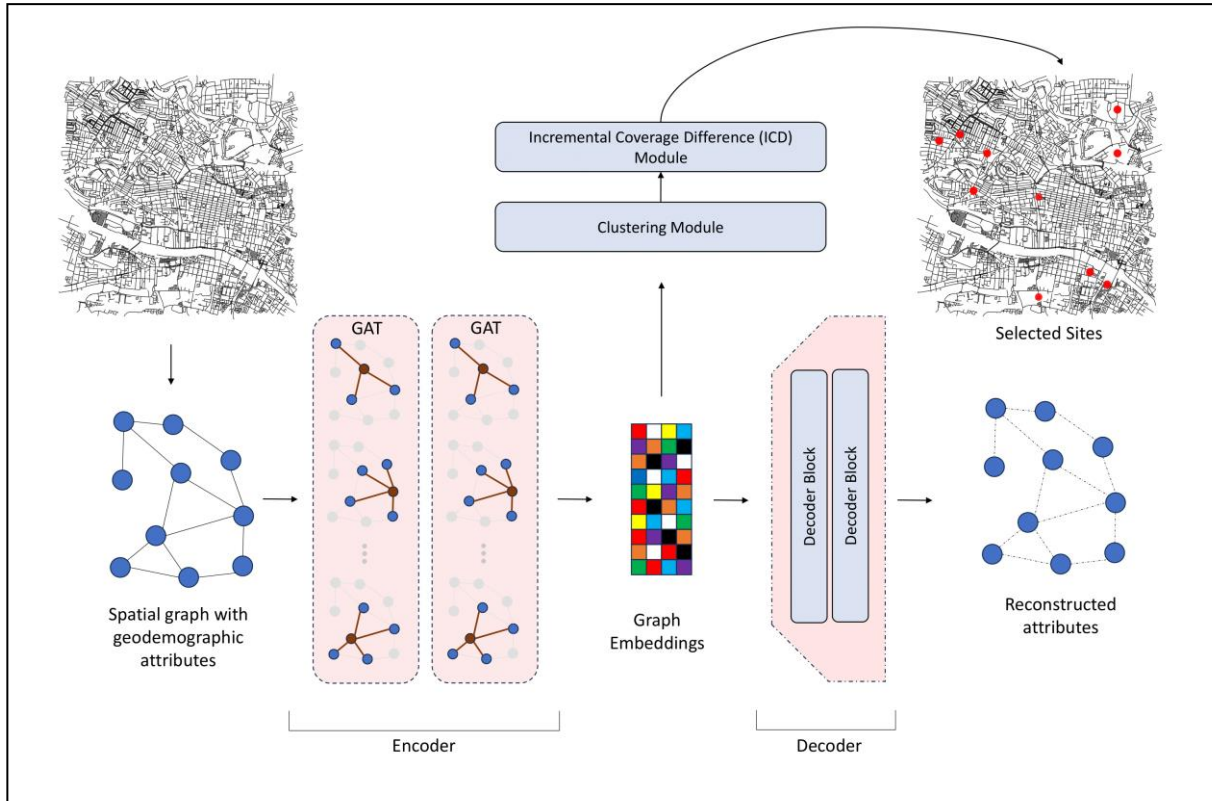 Incremental Coverage Difference (ICD)
Module
Clustering Module
Selected Sites
GAT
GAT
Decoder Block
Decoder Block
Spatial graph with
geodemographic
attributes
Graph
Embeddings
Reconstructed
attributes
Encoder
Decoder